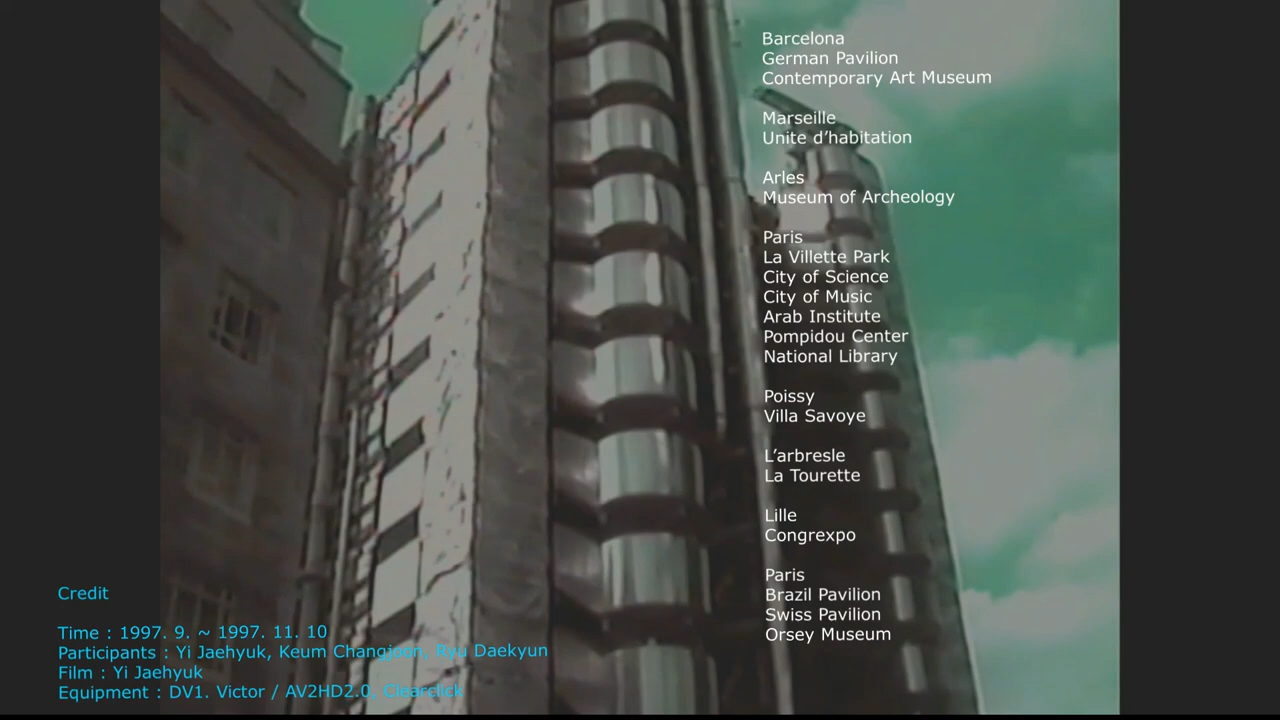 Barcelona
German Pavilion
Contemporary Art Museum
Marseille
Unite d’habitation
Arles
Museum of Archeology
Paris
La Villette Park
City of Science
City of Music
Arab Institute
Pompidou Center
National Library
Poissy
Villa Savoye
L’arbresle
La Tourette
Lille
Congrexpo
Paris
Brazil Pavilion
Swiss Pavilion
Orsey Museum
Credit
Time : 1997. 9. ~ 1997. 11. 10
Participants : Yi Jaehyuk, Keum Changjoon, Ryu Daekyun
Film : Yi Jaehyuk
Equipment : DV1. Victor / AV2HD2.0, Clearclick